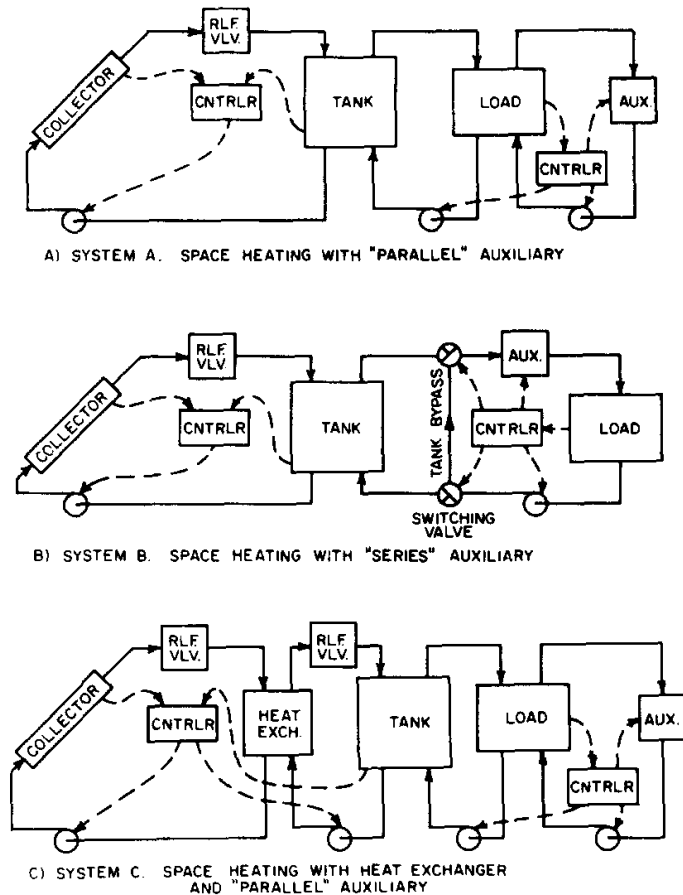 RLF.
VLV.
COLLECTOR
CNTRLR
TANK
LOAD
AUX.
CNTRLR
A) SYSTEM A. SPACE HEATING WITH "PARALLEL" AUXILIARY
RLF.
VLV.
COLLECTOR
CNTRLR
TANK
TANK BYPASS
AUX.
CNTRLR
LOAD
SWITCHING
VALVE
B) SYSTEM B. SPACE HEATING WITH "SERIES" AUXILIARY
RLF.
VLV.
RLF.
VLV.
COLLECTOR
CNTRLR
HEAT
EXCH.
TANK
LOAD
AUX.
CNTRLR
C) SYSTEM C. SPACE HEATING WITH HEAT EXCHANGER
AND "PARALLEL" AUXILIARY